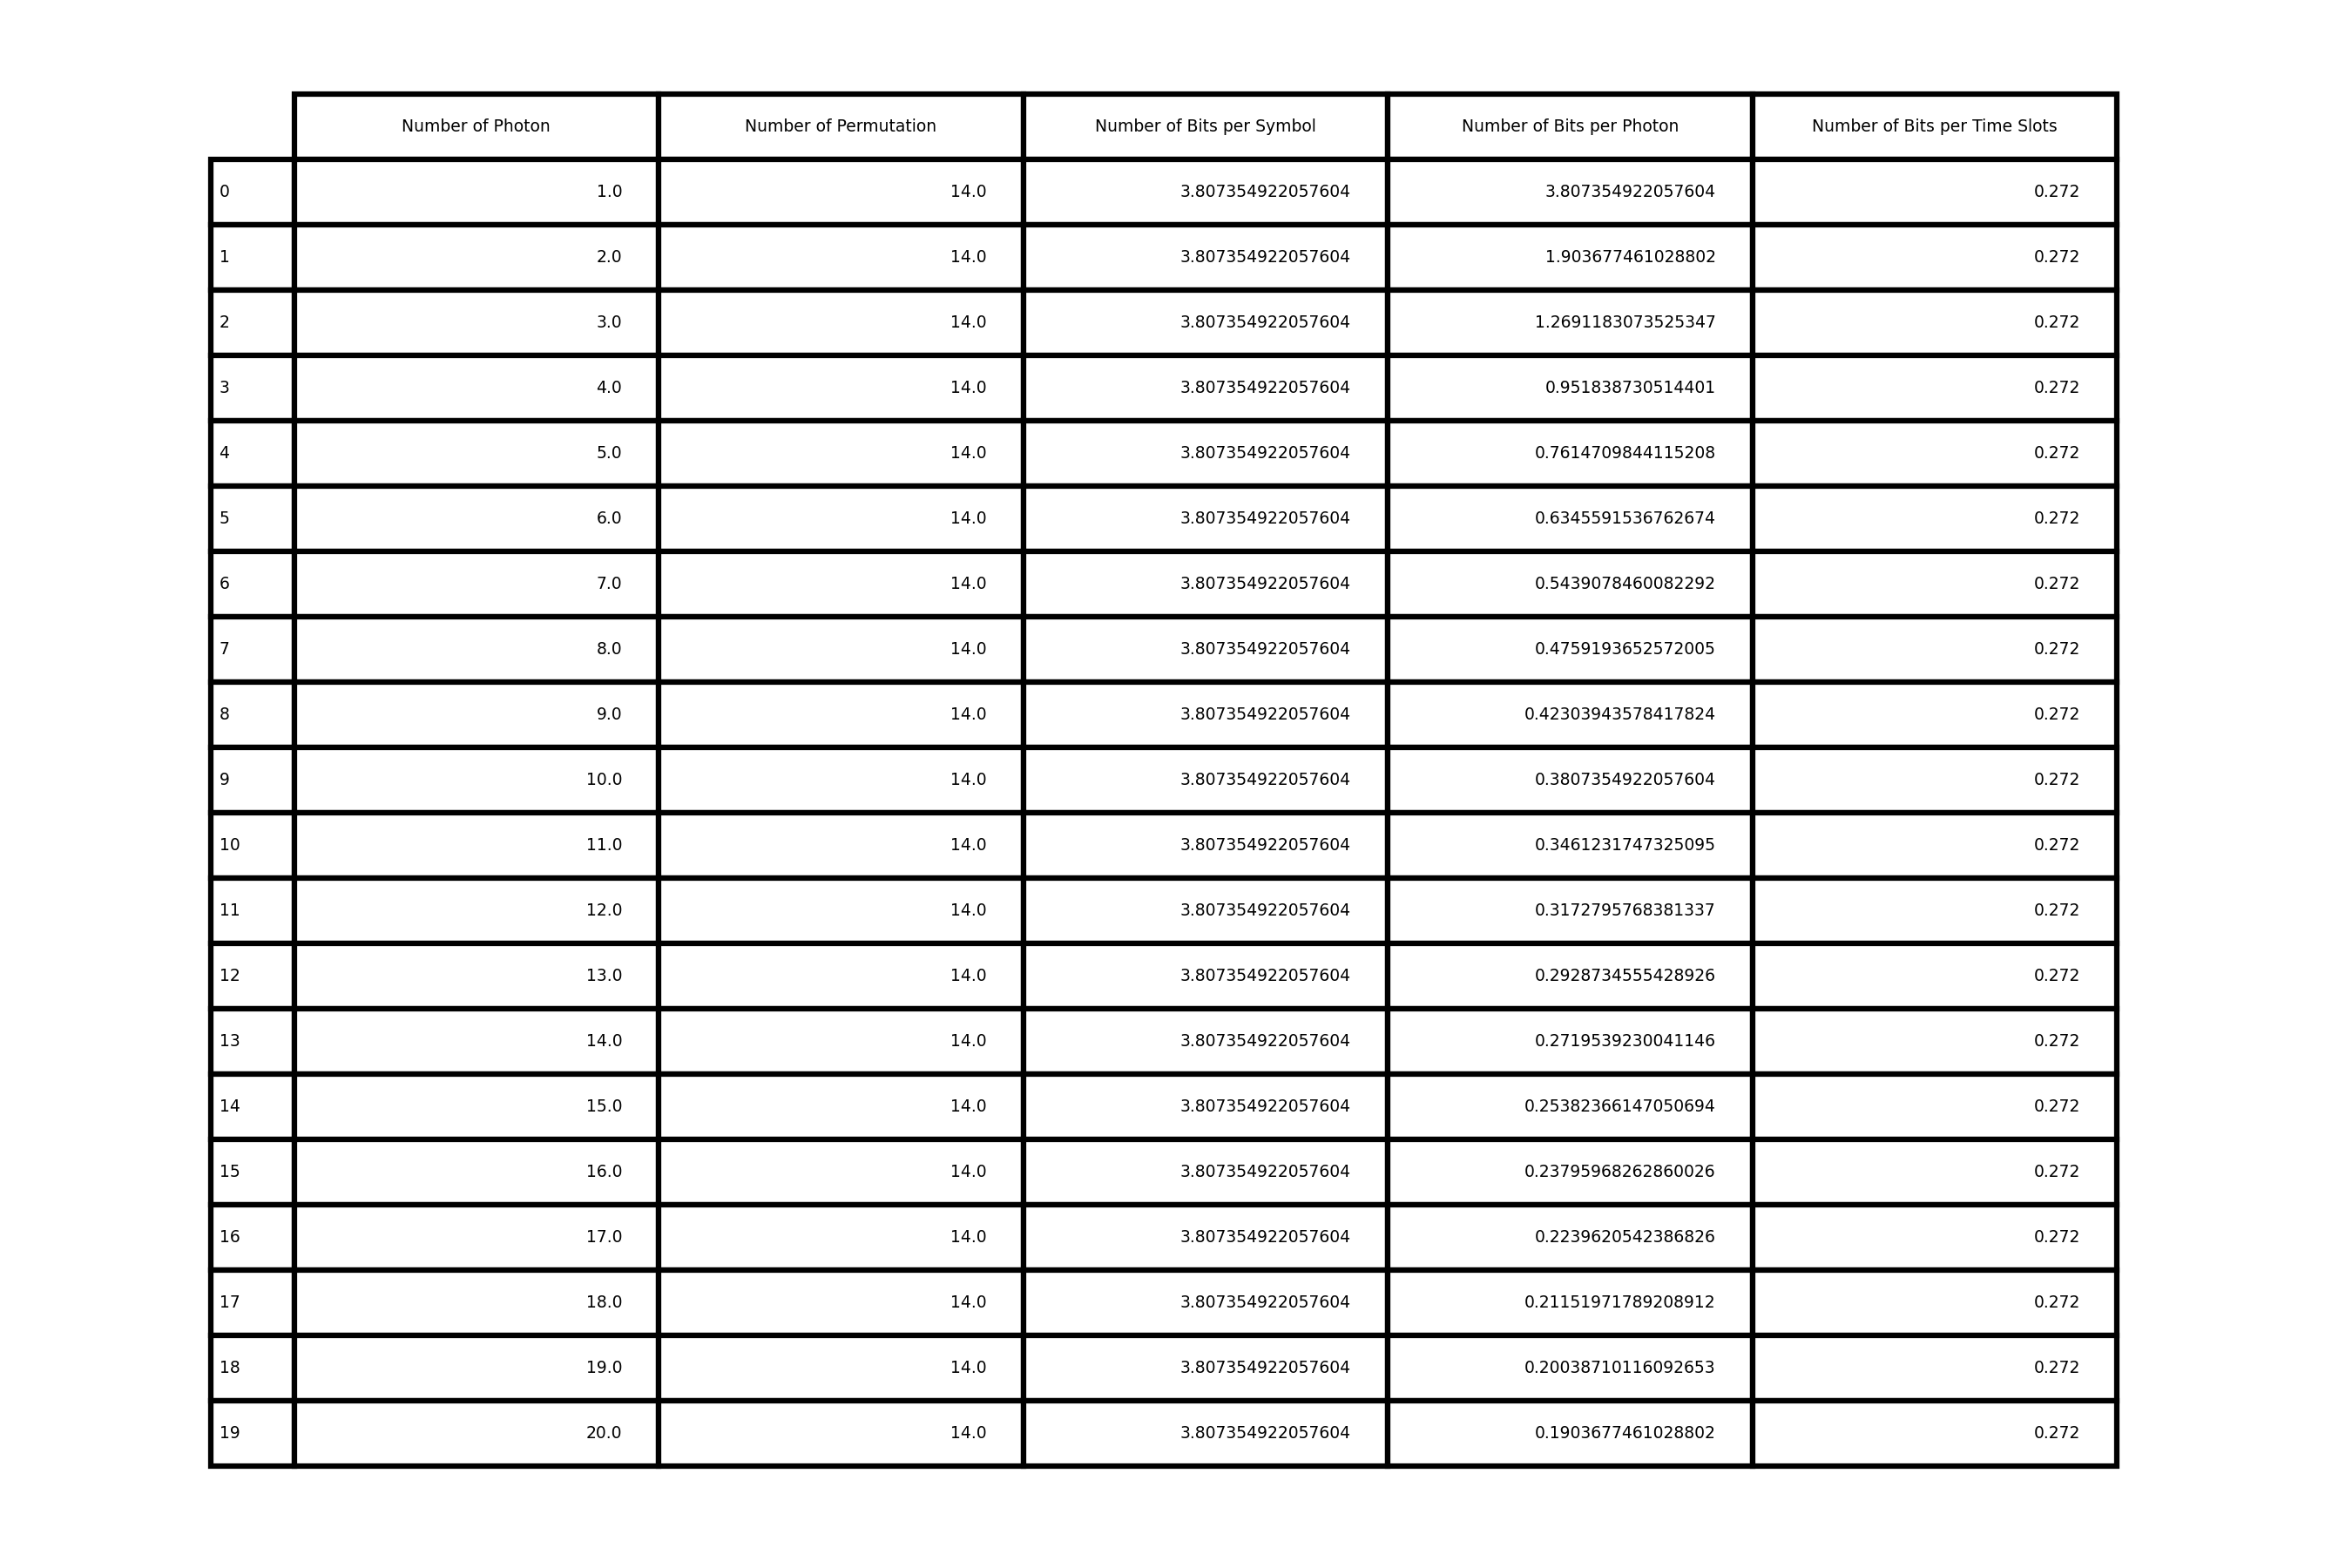 Number of Photon Number of Permutation Number of Bits per Symbol Number of Bits per Photon Number of Bits per Time Slots
0 1.0 14.0 3.807354922057604 3.807354922057604 0.272
1 2.0 14.0 3.807354922057604 1.903677461028802 0.272
2 3.0 14.0 3.807354922057604 1.2691183073525347 0.272
3 4.0 14.0 3.807354922057604 0.951838730514401 0.272
4 5.0 14.0 3.807354922057604 0.7614709844115208 0.272
5 6.0 14.0 3.807354922057604 0.6345591536762674 0.272
6 7.0 14.0 3.807354922057604 0.5439078460082292 0.272
7 8.0 14.0 3.807354922057604 0.4759193652572005 0.272
8 9.0 14.0 3.807354922057604 0.42303943578417824 0.272
9 10.0 14.0 3.807354922057604 0.3807354922057604 0.272
10 11.0 14.0 3.807354922057604 0.3461231747325095 0.272
11 12.0 14.0 3.807354922057604 0.3172795768381337 0.272
12 13.0 14.0 3.807354922057604 0.2928734555428926 0.272
13 14.0 14.0 3.807354922057604 0.2719539230041146 0.272
14 15.0 14.0 3.807354922057604 0.25382366147050694 0.272
15 16.0 14.0 3.807354922057604 0.23795968262860026 0.272
16 17.0 14.0 3.807354922057604 0.2239620542386826 0.272
17 18.0 14.0 3.807354922057604 0.21151971789208912 0.272
18 19.0 14.0 3.807354922057604 0.20038710116092653 0.272
19 20.0 14.0 3.807354922057604 0.1903677461028802 0.272